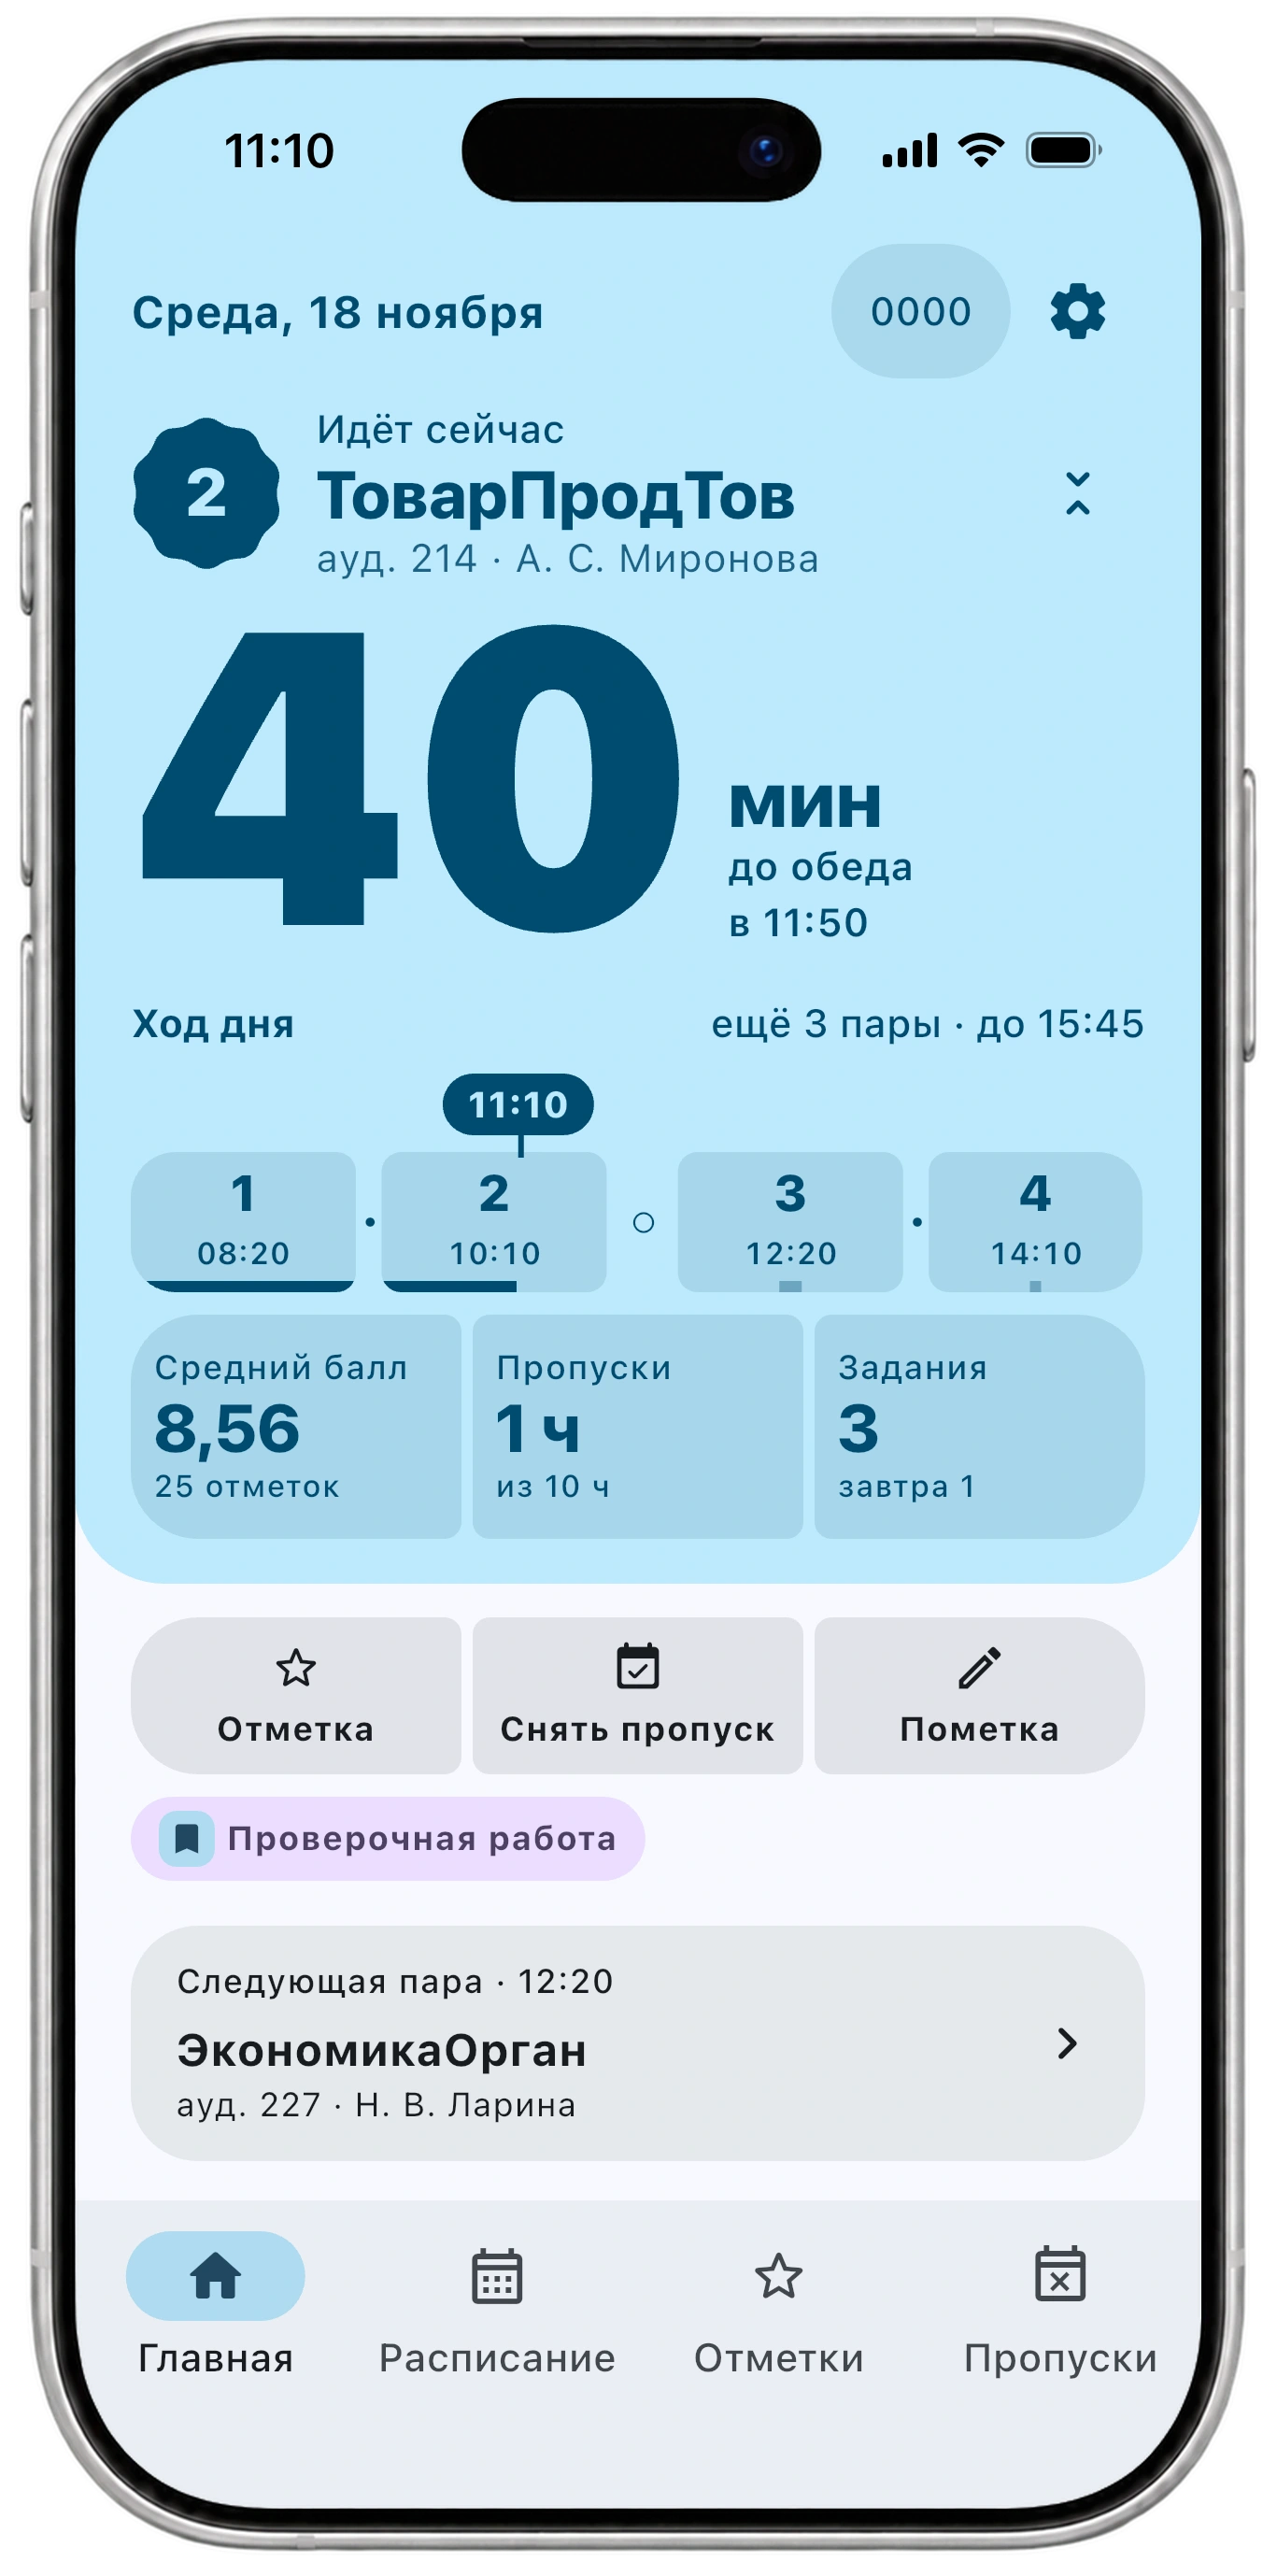 11:10
Среда, 18 ноября
0000
2
Идёт сейчас
ТоварПродТов
ауд. 214 · А. С. Миронова
40
мин
до обеда
в 11:50
Ход дня
ещё 3 пары · до 15:45
11:10
1
08:20
2
10:10
3
12:20
4
14:10
Средний балл
8,56
25 отметок
Пропуски
1 ч
из 10 ч
Задания
3
завтра 1
Отметка
Снять пропуск
Пометка
Проверочная работа
Следующая пара · 12:20
ЭкономикаОрган
ауд. 227 · Н. В. Ларина
Главная
Расписание
Отметки
Пропуски